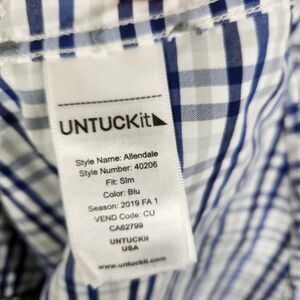 UNTUCKit
Style Name: Allendale
Style Number: 40206
Fit: Slm
Color: Blu
Season: 2019 FA 1
VEND Code: CU
CA62799
UNTUCKit
USA
www.untuckit.com